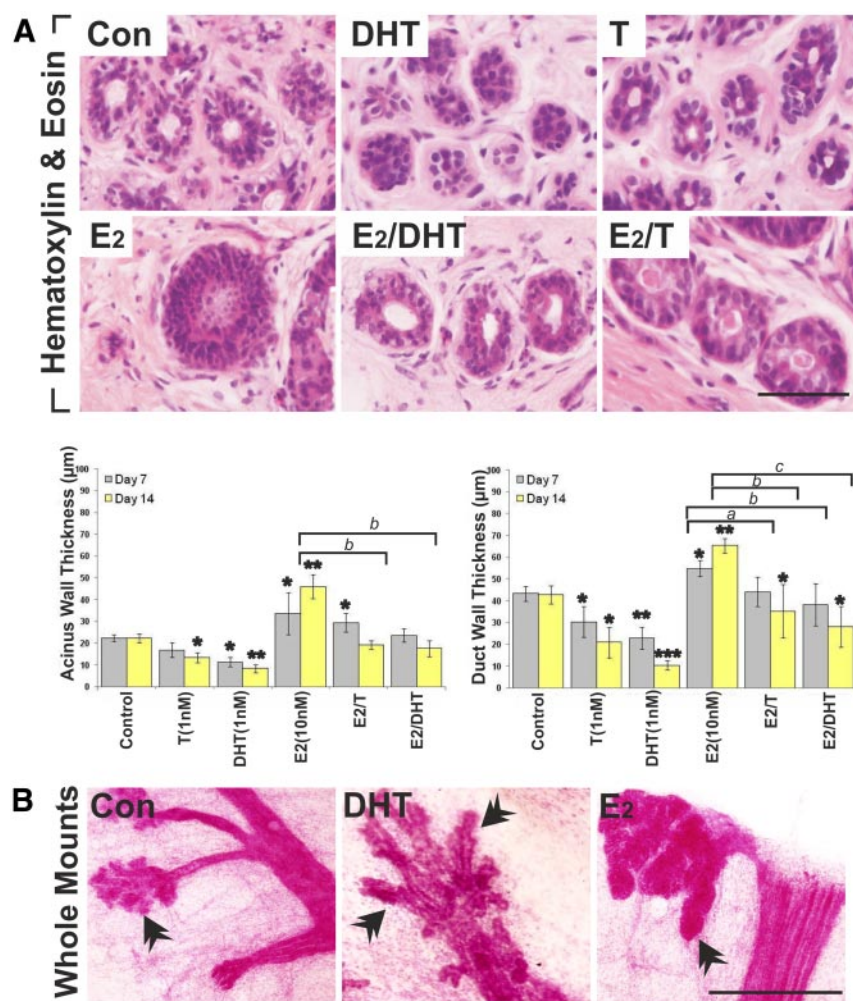 A
Hematoxylin & Eosin
Con
DHT
T
E2
E2/DHT
E2/T
Acinus Wall Thickness (µm)
100
90
80
70
60
50
40
30
20
10
0
Day 7
Day 14
*
* **
* **
*
b
b
Control
T(1nM)
DHT(1nM)
E2(10nM)
E2/T
E2/DHT
Duct Wall Thickness (µm)
100
90
80
70
60
50
40
30
20
10
0
Day 7
Day 14
* *
** ***
* **
*
*
c
b
b
a
Control
T(1nM)
DHT(1nM)
E2(10nM)
E2/T
E2/DHT
B
Whole Mounts
Con
DHT
E2